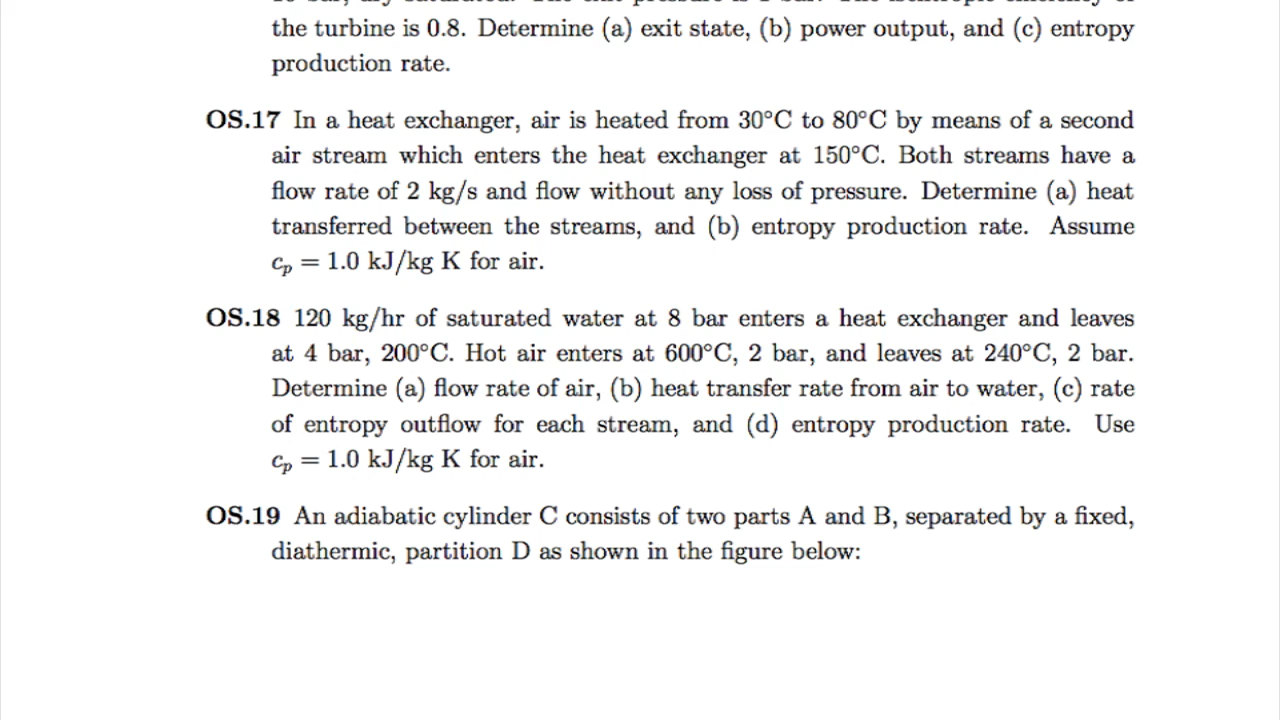 the turbine is 0.8. Determine (a) exit state, (b) power output, and (c) entropy
production rate.
OS.17 In a heat exchanger, air is heated from 30°C to 80°C by means of a second
air stream which enters the heat exchanger at 150°C. Both streams have a
flow rate of 2 kg/s and flow without any loss of pressure. Determine (a) heat
transferred between the streams, and (b) entropy production rate. Assume
cp = 1.0 kJ/kg K for air.
OS.18 120 kg/hr of saturated water at 8 bar enters a heat exchanger and leaves
at 4 bar, 200°C. Hot air enters at 600°C, 2 bar, and leaves at 240°C, 2 bar.
Determine (a) flow rate of air, (b) heat transfer rate from air to water, (c) rate
of entropy outflow for each stream, and (d) entropy production rate. Use
cp = 1.0 kJ/kg K for air.
OS.19 An adiabatic cylinder C consists of two parts A and B, separated by a fixed,
diathermic, partition D as shown in the figure below: